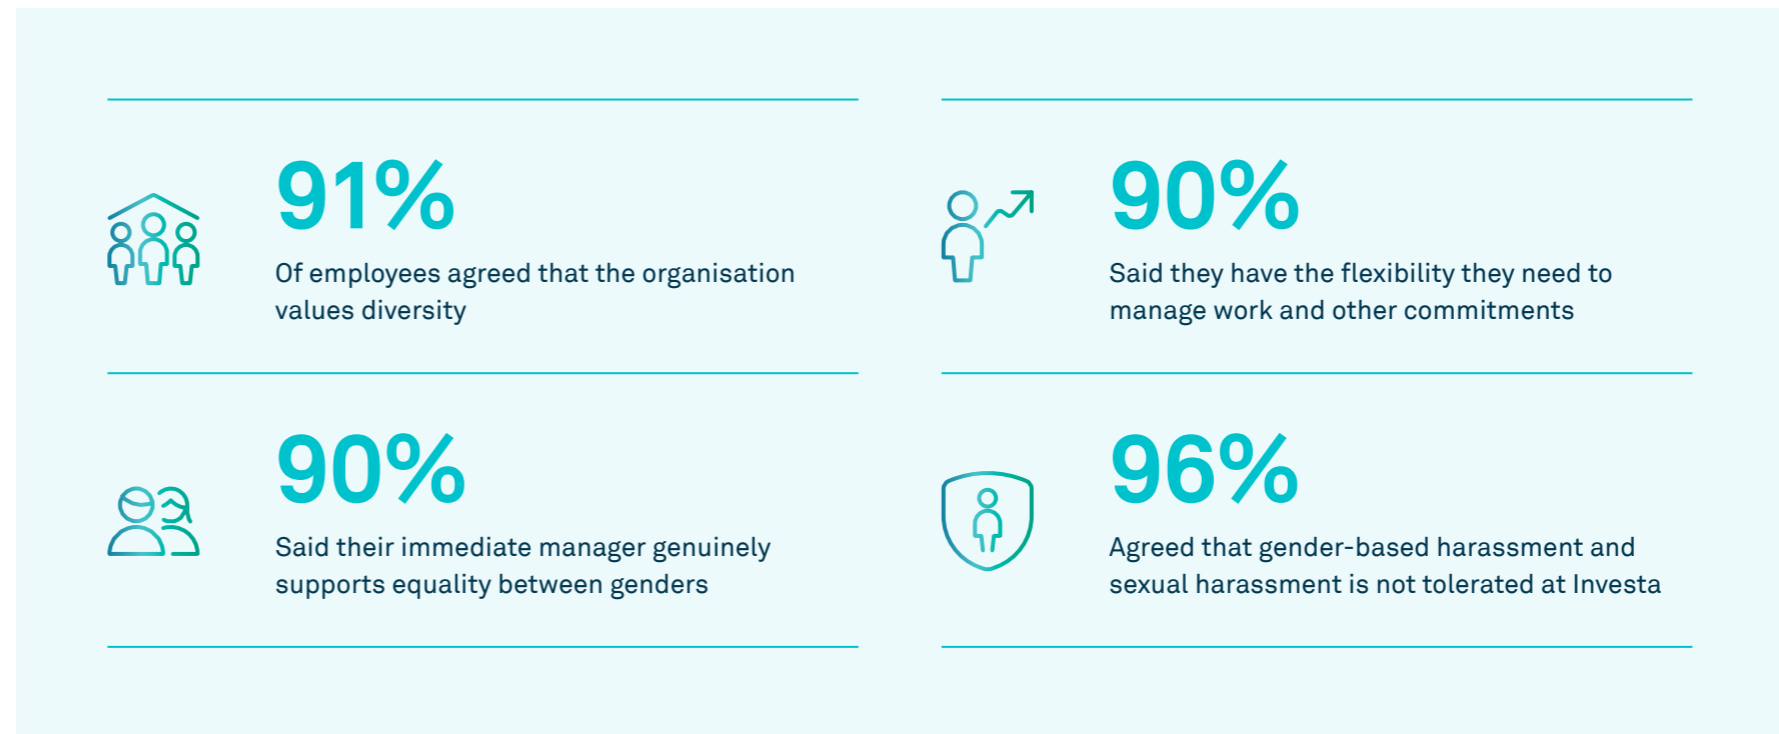 91%
Of employees agreed that the organisation
values diversity
90%
Said they have the flexibility they need to
manage work and other commitments
90%
Said their immediate manager genuinely
supports equality between genders
96%
Agreed that gender-based harassment and
sexual harassment is not tolerated at Investa